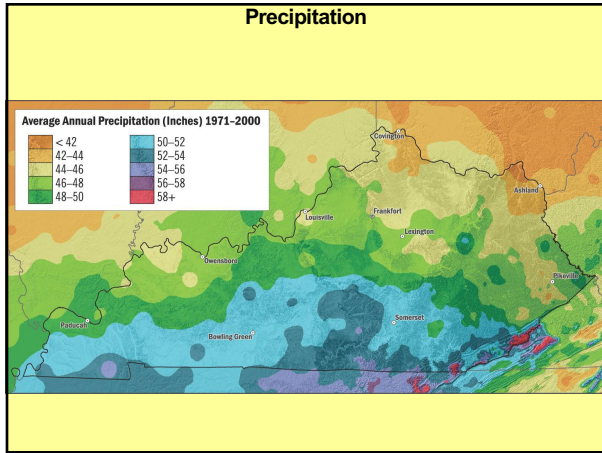 Precipitation
Average Annual Precipitation (Inches) 1971–2000
< 42
42–44
44–46
46–48
48–50
50–52
52–54
54–56
56–58
58+
Covington
Ashland
Louisville
Frankfort
Lexington
Owensboro
Pikeville
Paducah
Somerset
Bowling Green